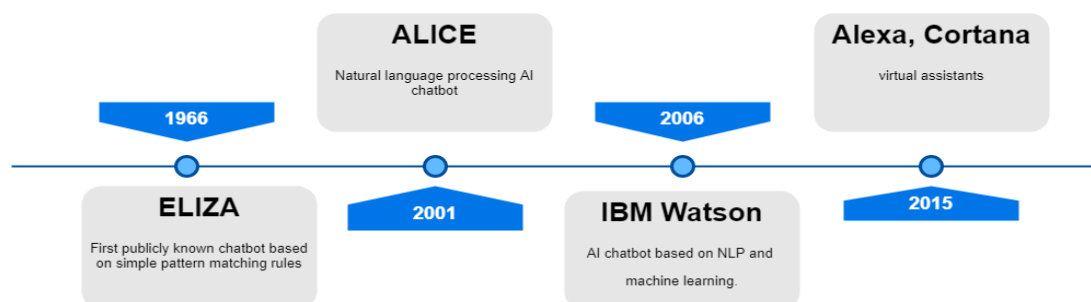 ALICE
Natural language processing AI
chatbot
Alexa, Cortana
virtual assistants
1966
2006
ELIZA
First publicly known chatbot based
on simple pattern matching rules
2001
IBM Watson
AI chatbot based on NLP and
machine learning.
2015